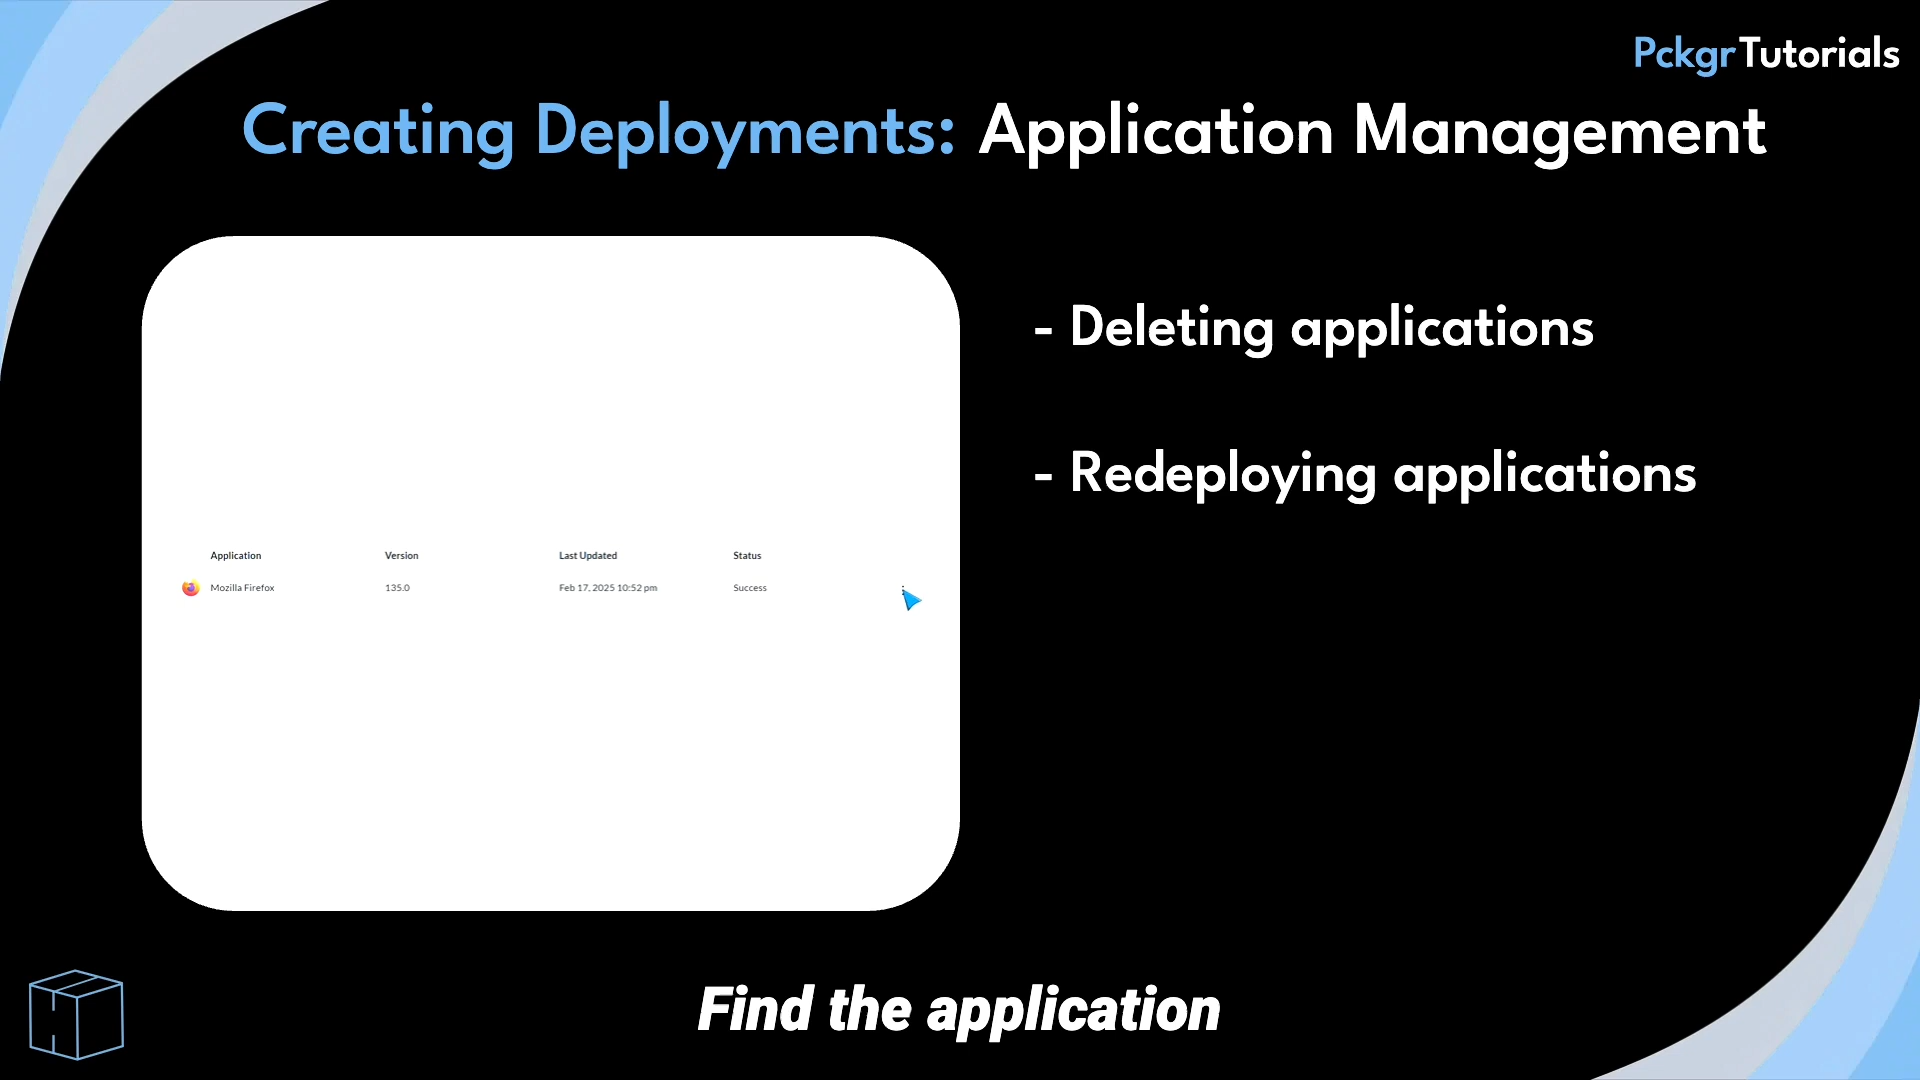 PckgrTutorials
Creating Deployments: Application Management
- Deleting applications
- Redeploying applications
Application Version Last Updated Status
Mozilla Firefox 135.0 Feb 17, 2025 10:52 pm Success
Find the application